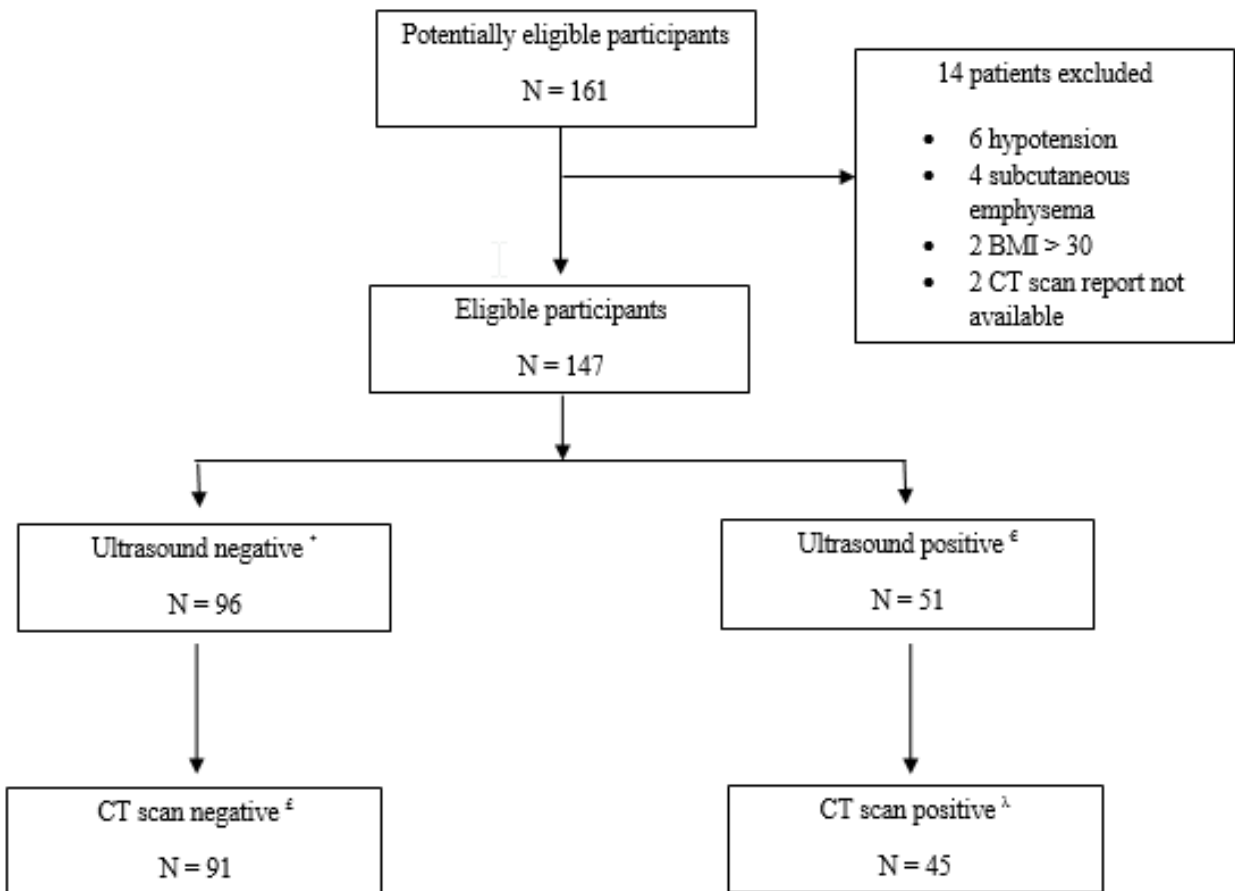 Potentially eligible participants
N = 161
14 patients excluded
• 6 hypotension
• 4 subcutaneous
emphysema
• 2 BMI > 30
• 2 CT scan report not
available
Eligible participants
N = 147
Ultrasound negative *
N = 96
Ultrasound positive €
N = 51
CT scan negative £
N = 91
CT scan positive λ
N = 45